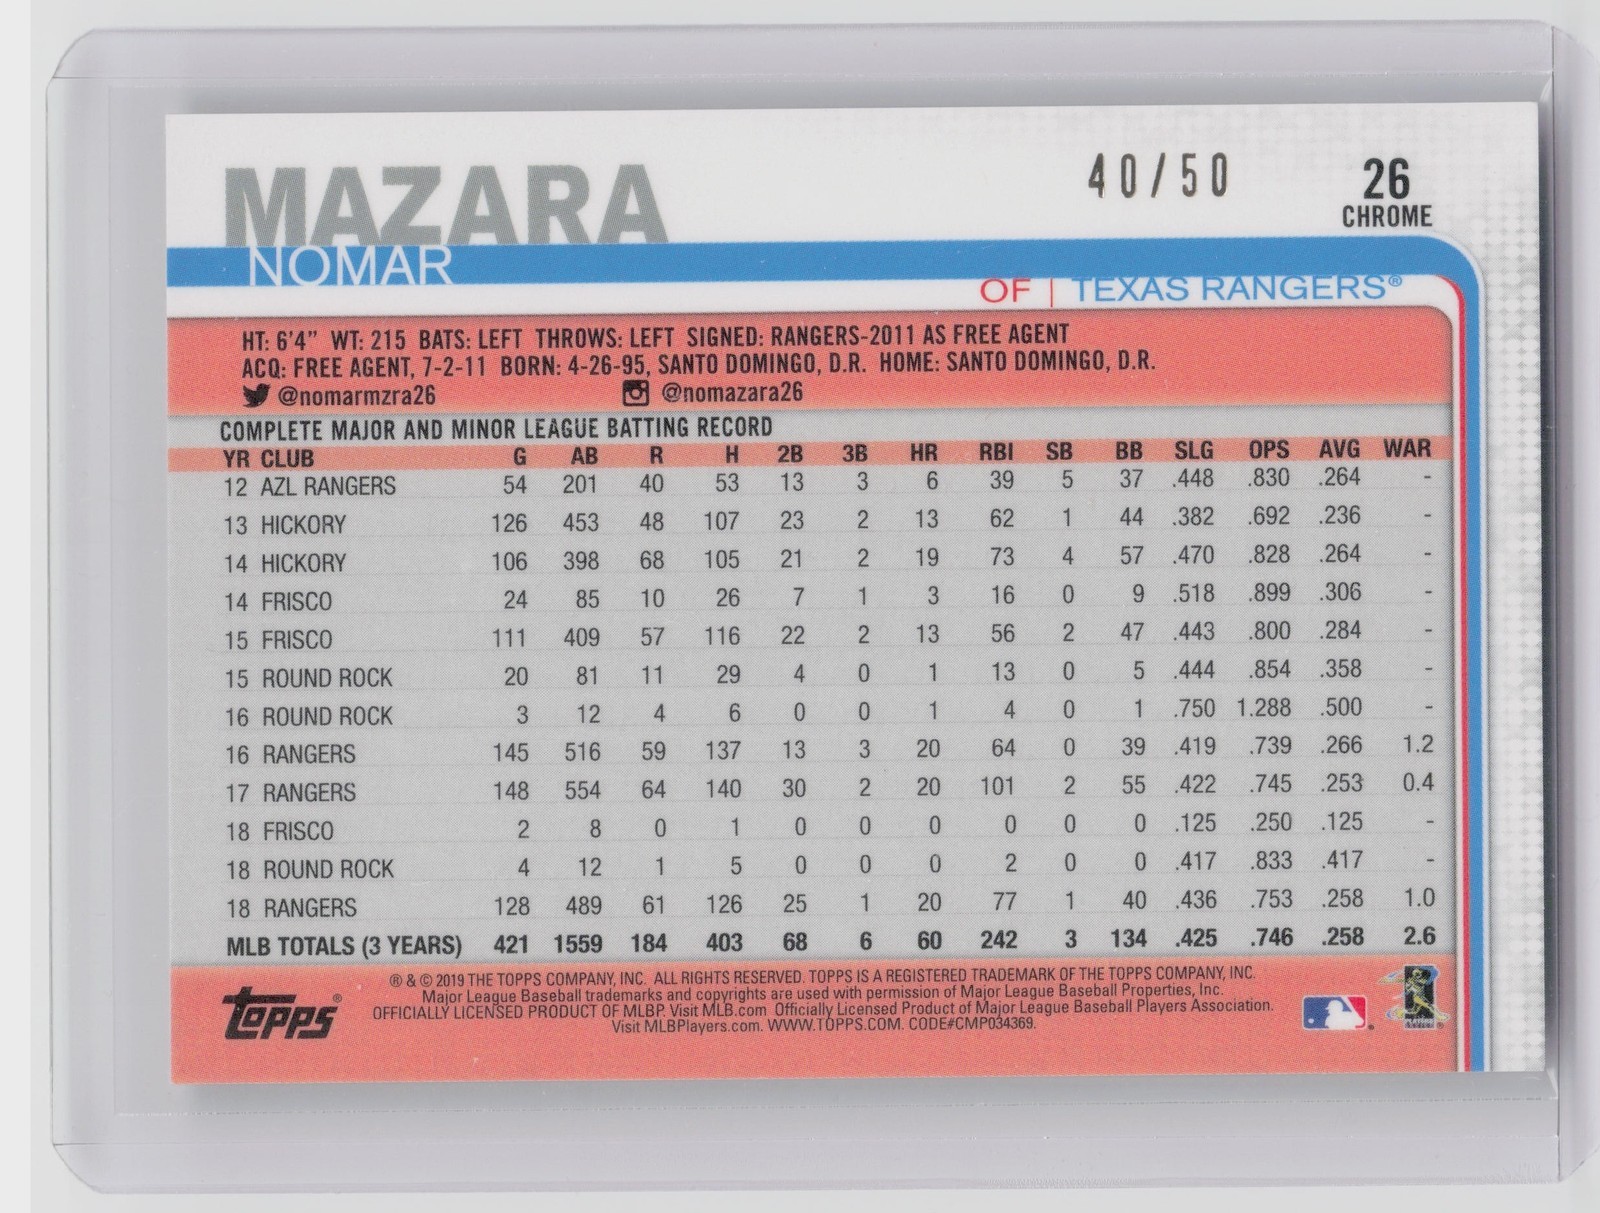 MAZARA
NOMAR
40/50
26
CHROME
OF | TEXAS RANGERS®
HT: 6'4" WT: 215 BATS: LEFT THROWS: LEFT SIGNED: RANGERS-2011 AS FREE AGENT
ACQ: FREE AGENT, 7-2-11 BORN: 4-26-95, SANTO DOMINGO, D.R. HOME: SANTO DOMINGO, D.R.
@nomarmzra26 @nomazara26
COMPLETE MAJOR AND MINOR LEAGUE BATTING RECORD
YR CLUB G AB R H 2B 3B HR RBI SB BB SLG OPS AVG WAR
12 AZL RANGERS 54 201 40 53 13 3 6 39 5 37 .448 .830 .264 -
13 HICKORY 126 453 48 107 23 2 13 62 1 44 .382 .692 .236 -
14 HICKORY 106 398 68 105 21 2 19 73 4 57 .470 .828 .264 -
14 FRISCO 24 85 10 26 7 1 3 16 0 9 .518 .899 .306 -
15 FRISCO 111 409 57 116 22 2 13 56 2 47 .443 .800 .284 -
15 ROUND ROCK 20 81 11 29 4 0 1 13 0 5 .444 .854 .358 -
16 ROUND ROCK 3 12 4 6 0 0 1 4 0 1 .750 1.288 .500 -
16 RANGERS 145 516 59 137 13 3 20 64 0 39 .419 .739 .266 1.2
17 RANGERS 148 554 64 140 30 2 20 101 2 55 .422 .745 .253 0.4
18 FRISCO 2 8 0 1 0 0 0 0 0 0 .125 .250 .125 -
18 ROUND ROCK 4 12 1 5 0 0 0 2 0 0 .417 .833 .417 -
18 RANGERS 128 489 61 126 25 1 20 77 1 40 .436 .753 .258 1.0
MLB TOTALS (3 YEARS) 421 1559 184 403 68 6 60 242 3 134 .425 .746 .258 2.6
topps®
® & © 2019 THE TOPPS COMPANY, INC. ALL RIGHTS RESERVED. TOPPS IS A REGISTERED TRADEMARK OF THE TOPPS COMPANY, INC.
Major League Baseball trademarks and copyrights are used with permission of Major League Baseball Properties, Inc.
OFFICIALLY LICENSED PRODUCT OF MLBP. Visit MLB.com Officially Licensed Product of Major League Baseball Players Association.
Visit MLBPlayers.com. WWW.TOPPS.COM. CODE#CMP034369.